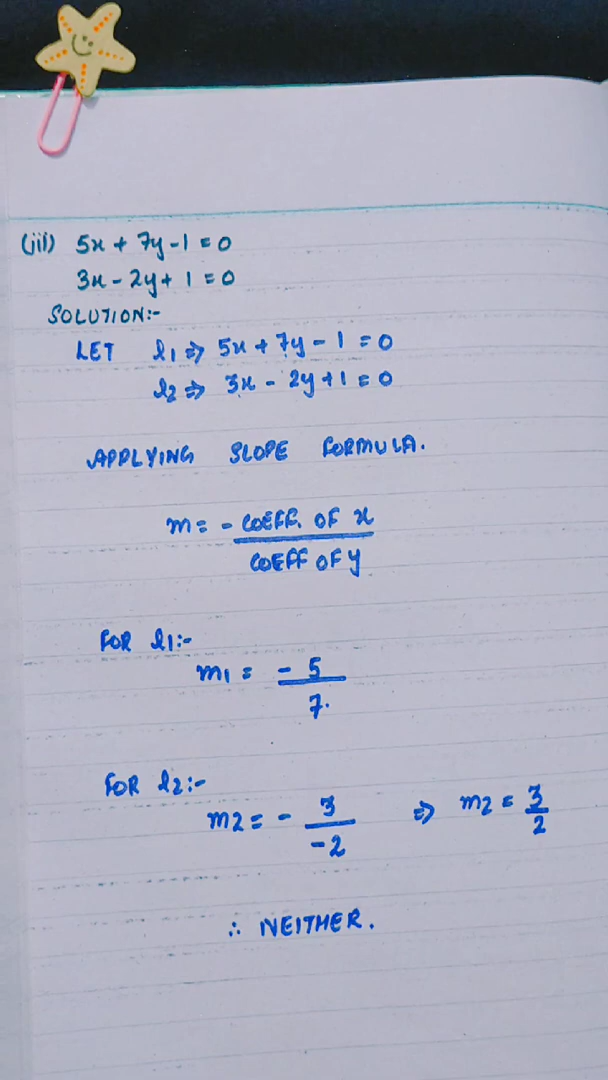 (iii) 5x + 7y - 1 = 0
3x - 2y + 1 = 0
SOLUTION:-
LET l1 ⇒ 5x + 7y - 1 = 0
l2 ⇒ 3x - 2y + 1 = 0
APPLYING SLOPE FORMULA.
m = - COEFF. OF x
COEFF OF y
FOR l1:-
m1 = - 5
7.
FOR l2:-
m2 = - 3 ⇒ m2 = 3
-2 2
∴ NEITHER.